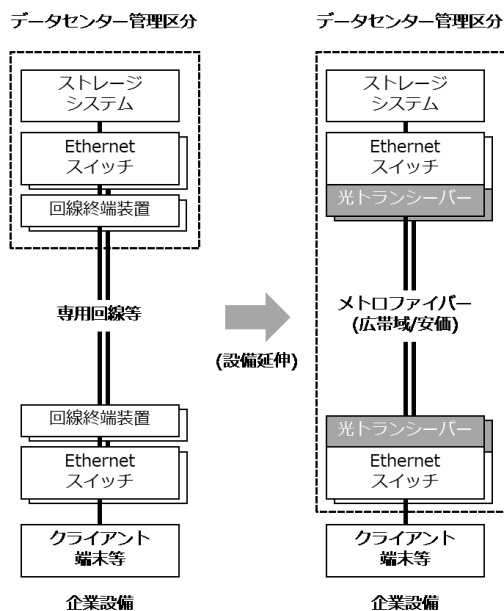 データセンター管理区分
ストレージ
システム
Ethernet
スイッチ
回線終端装置
専用回線等
回線終端装置
Ethernet
スイッチ
クライアント
端末等
企業設備
(設備延伸)
データセンター管理区分
ストレージ
システム
Ethernet
スイッチ
光トランシーバー
メトロファイバー
(広帯域/安価)
光トランシーバー
Ethernet
スイッチ
クライアント
端末等
企業設備